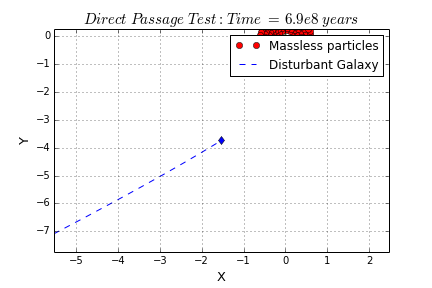 Direct Passage Test : Time = 6.9e8 years
Massless particles
Disturbant Galaxy
0
−1
−2
−3
−4
−5
−6
−7
Y
−5 −4 −3 −2 −1 0 1 2
X